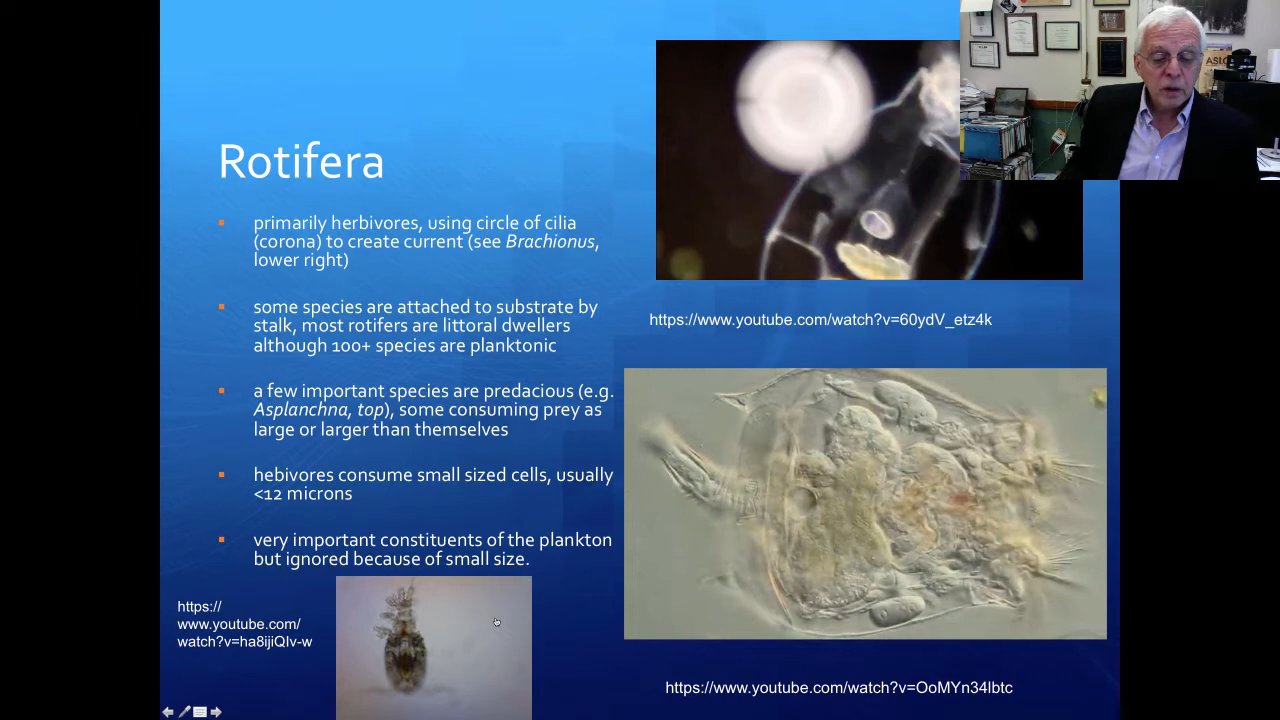 Rotifera
primarily herbivores, using circle of cilia
(corona) to create current (see Brachionus,
lower right)
some species are attached to substrate by
stalk, most rotifers are littoral dwellers
although 100+ species are planktonic
a few important species are predacious (e.g.
Asplanchna, top), some consuming prey as
large or larger than themselves
hebivores consume small sized cells, usually
<12 microns
very important constituents of the plankton
but ignored because of small size.
https://
www.youtube.com/
watch?v=ha8ijiQIv-w
https://www.youtube.com/watch?v=60ydV_etz4k
https://www.youtube.com/watch?v=OoMYn34lbtc
ASLO